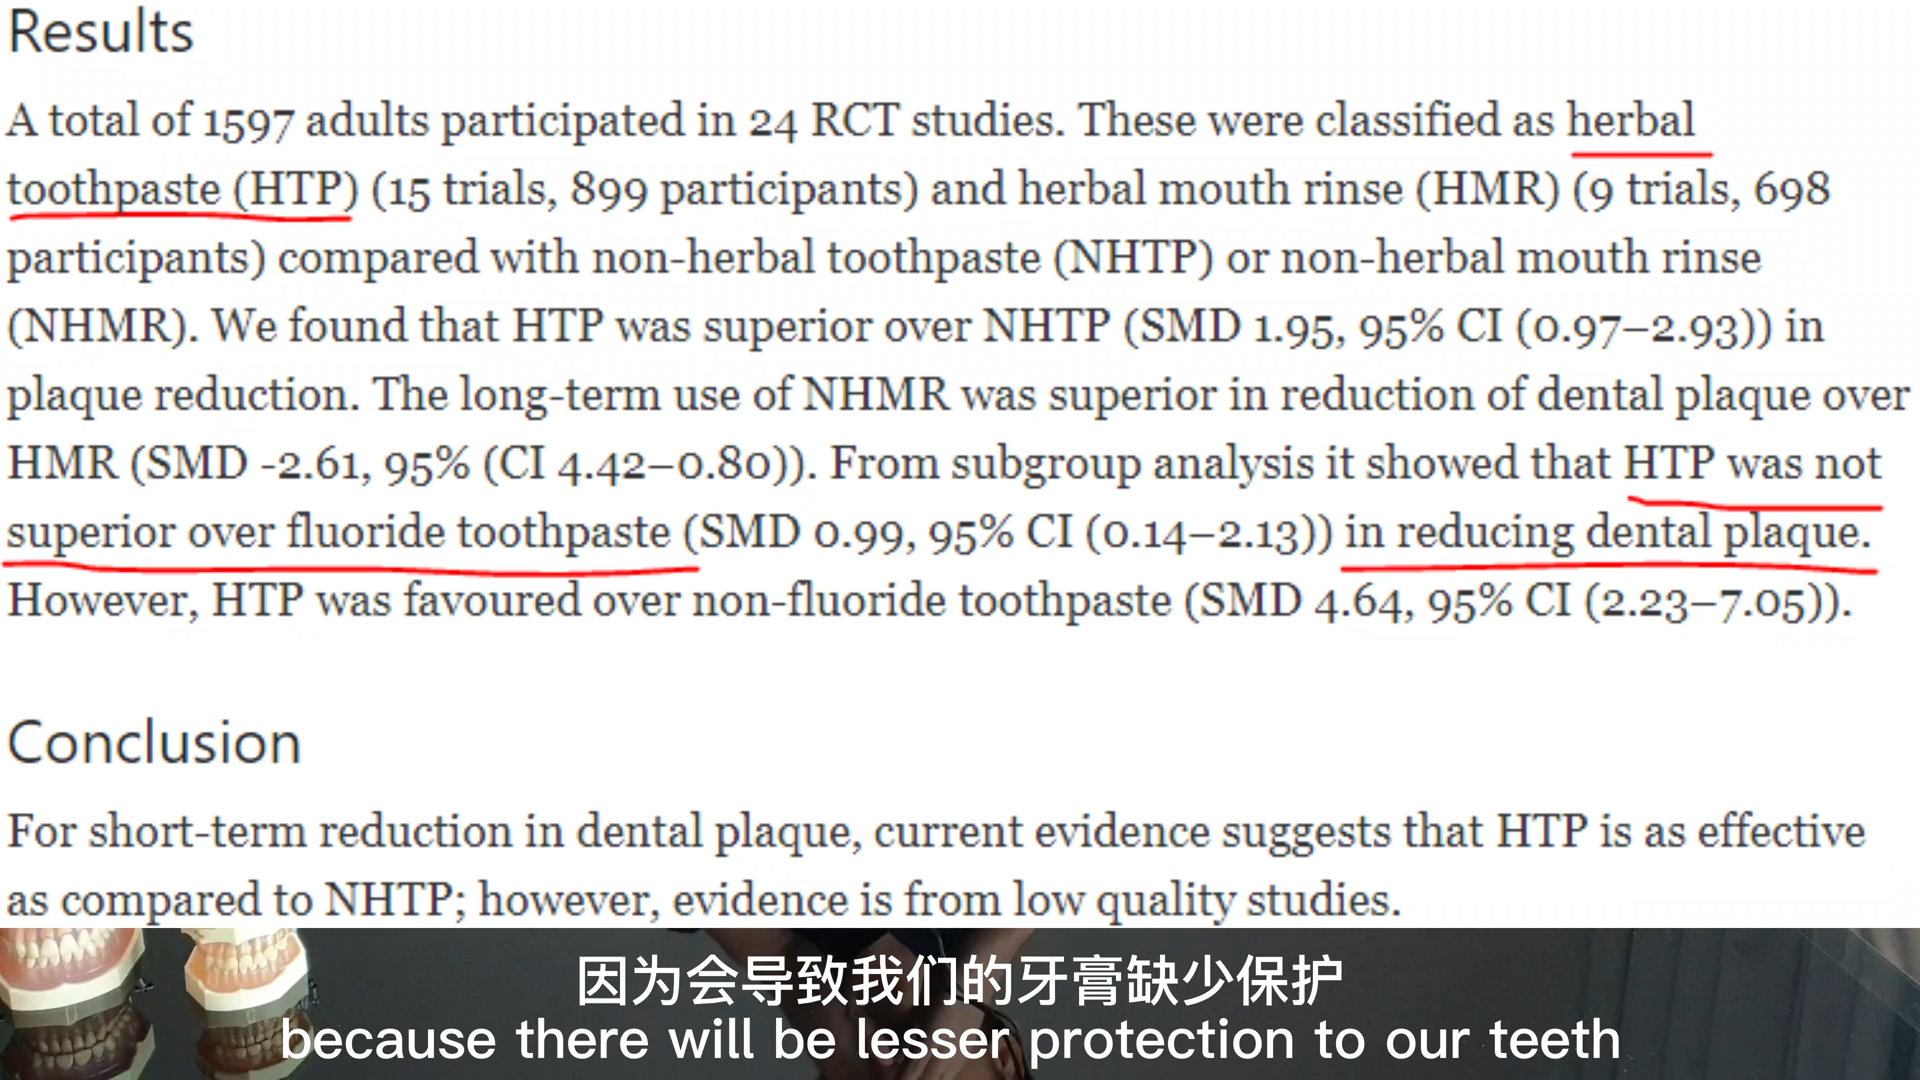 Results
A total of 1597 adults participated in 24 RCT studies. These were classified as herbal
toothpaste (HTP) (15 trials, 899 participants) and herbal mouth rinse (HMR) (9 trials, 698
participants) compared with non-herbal toothpaste (NHTP) or non-herbal mouth rinse
(NHMR). We found that HTP was superior over NHTP (SMD 1.95, 95% CI (0.97–2.93)) in
plaque reduction. The long-term use of NHMR was superior in reduction of dental plaque over
HMR (SMD -2.61, 95% (CI 4.42–0.80)). From subgroup analysis it showed that HTP was not
superior over fluoride toothpaste (SMD 0.99, 95% CI (0.14–2.13)) in reducing dental plaque.
However, HTP was favoured over non-fluoride toothpaste (SMD 4.64, 95% CI (2.23–7.05)).
Conclusion
For short-term reduction in dental plaque, current evidence suggests that HTP is as effective
as compared to NHTP; however, evidence is from low quality studies.
因为会导致我们的牙膏缺少保护
because there will be lesser protection to our teeth